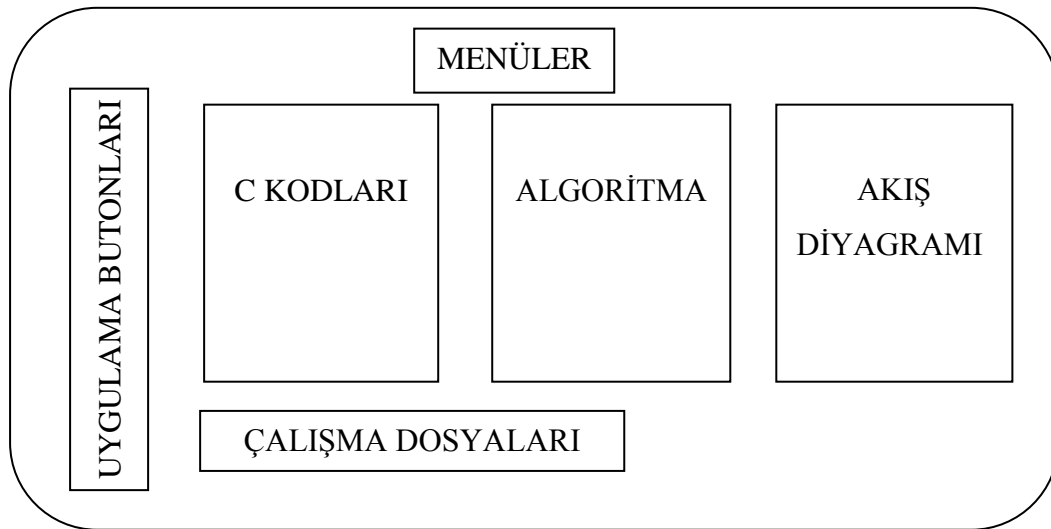 MENÜLER
UYGULAMA BUTONLARI
C KODLARI
ALGORİTMA
AKIŞ
DİYAGRAMI
ÇALIŞMA DOSYALARI